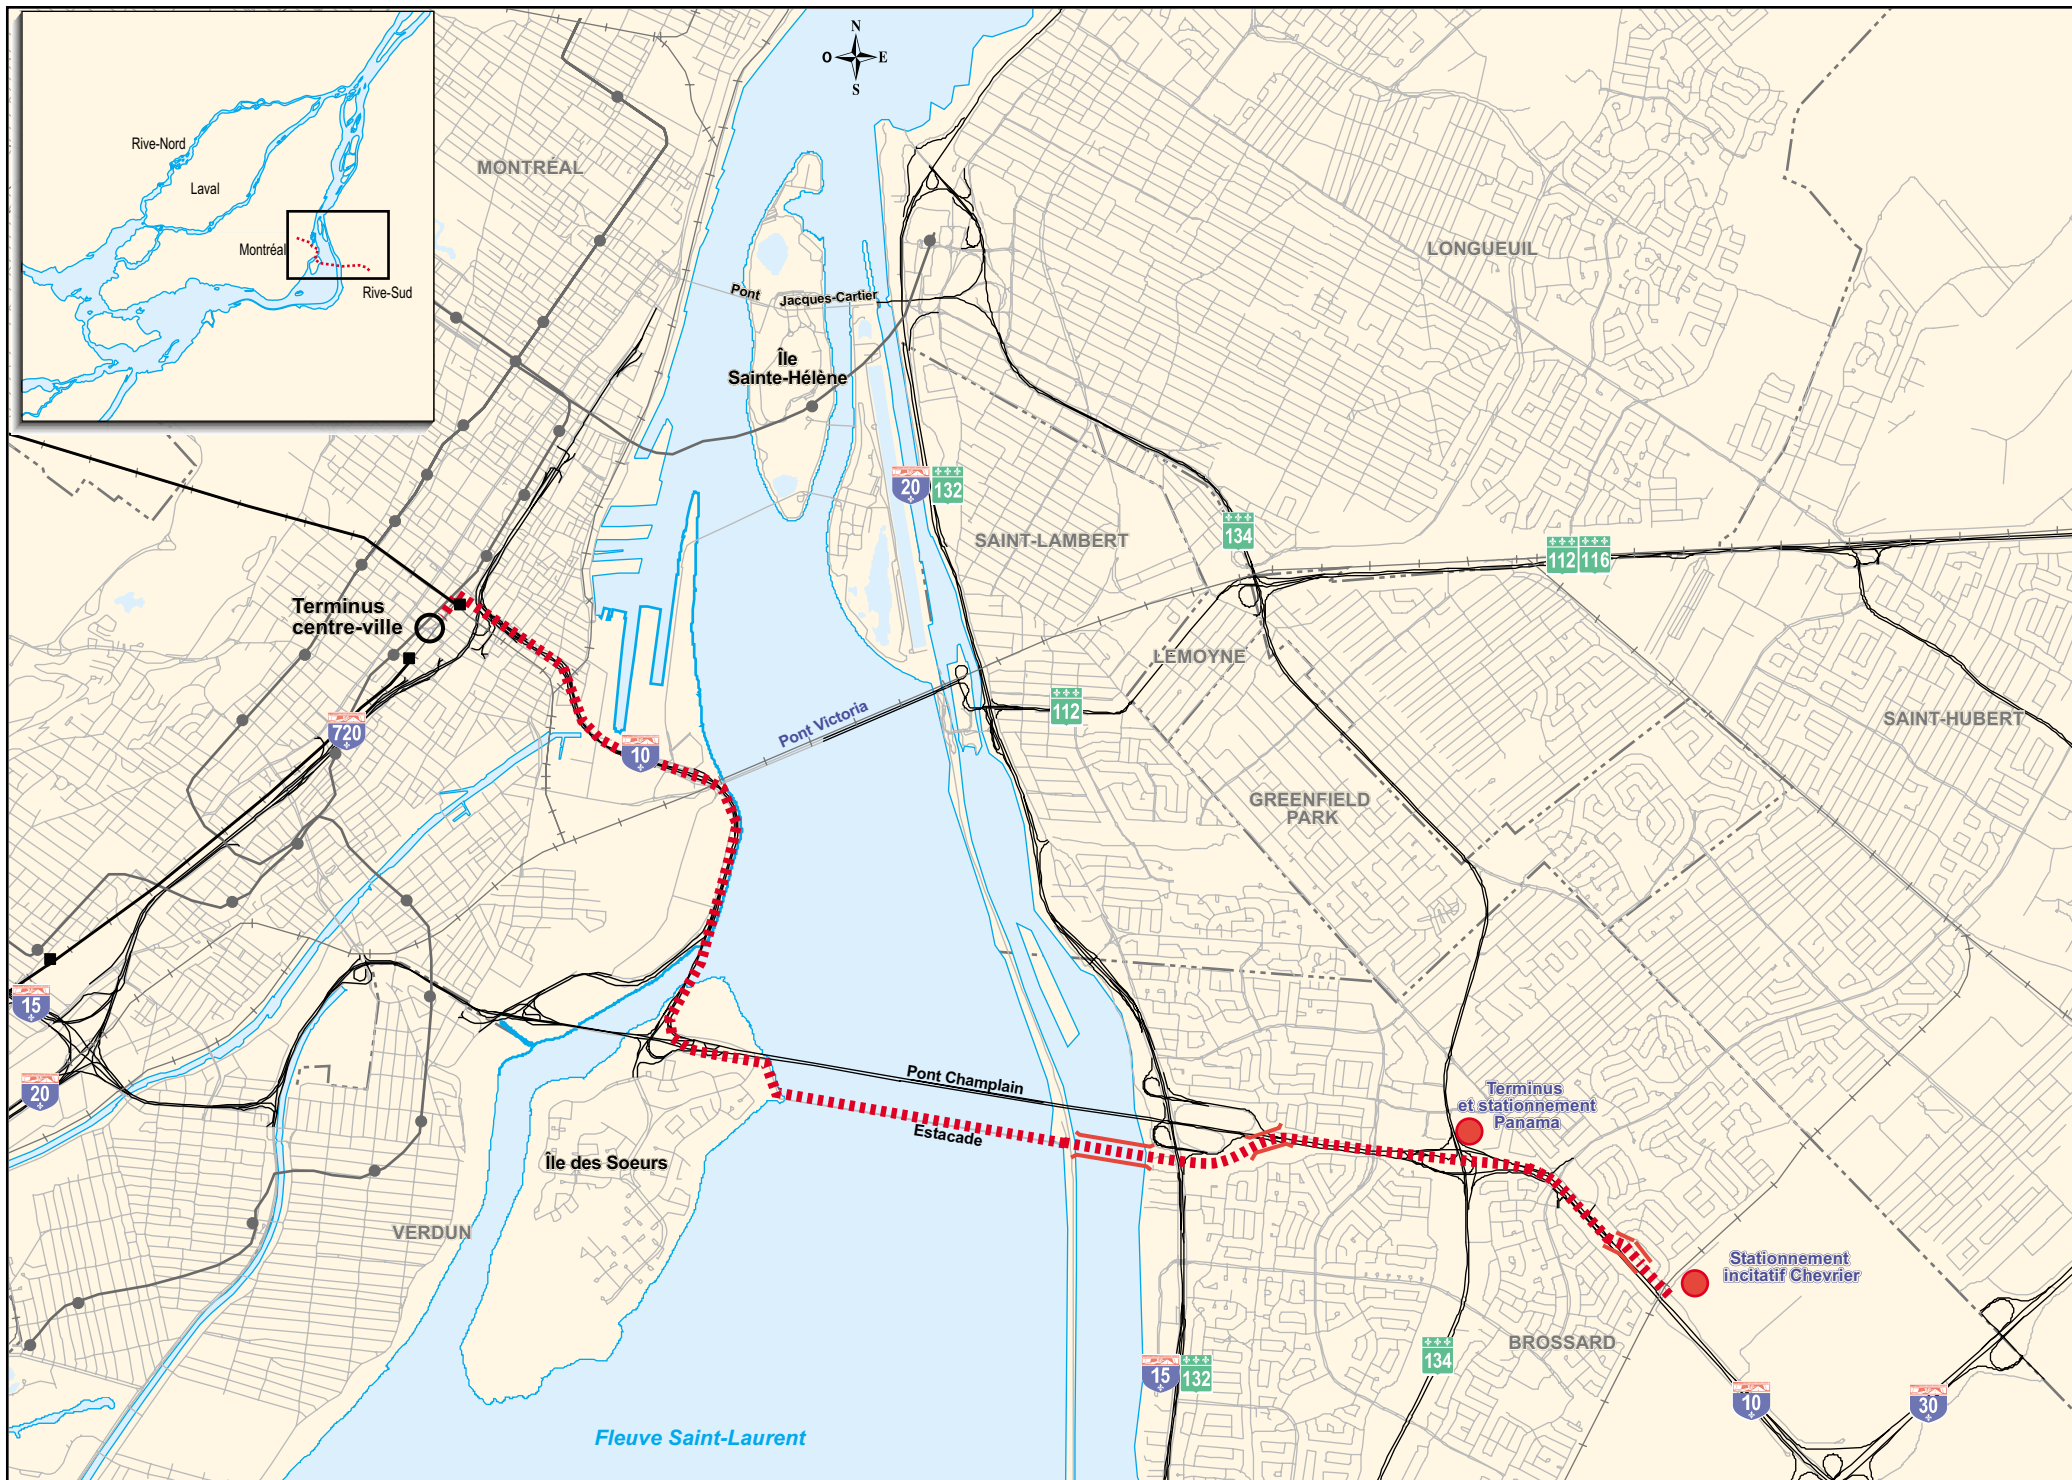 N
O
E
S
Rive-Nord
Laval
Montréal
Rive-Sud
MONTRÉAL
LONGUEUIL
Pont
Jacques-Cartier
Île
Sainte-Hélène
20
132
SAINT-LAMBERT
134
112
116
Terminus
centre-ville
LEMOYNE
112
720
10
Pont Victoria
SAINT-HUBERT
GREENFIELD
PARK
15
20
Pont Champlain
Terminus
et stationnement
Panama
Estacade
Île des Soeurs
VERDUN
Stationnement
incitatif Chevrier
BROSSARD
15
132
134
10
30
Fleuve Saint-Laurent